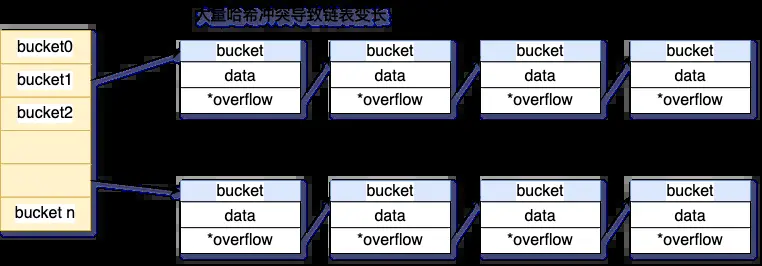 大量哈希冲突导致链表变长
bucket0
bucket1
bucket2
bucket n
bucket
data
*overflow
bucket
data
*overflow
bucket
data
*overflow
bucket
data
*overflow
bucket
data
*overflow
bucket
data
*overflow
bucket
data
*overflow
bucket
data
*overflow